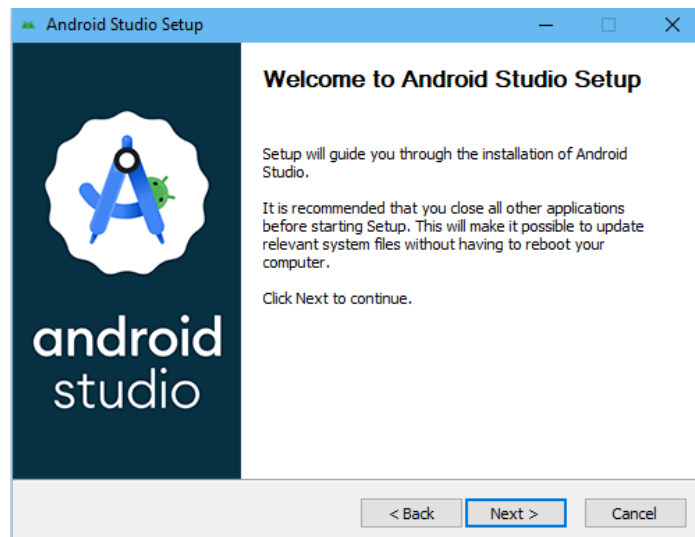 Android Studio Setup
Welcome to Android Studio Setup
Setup will guide you through the installation of Android
Studio.
It is recommended that you close all other applications
before starting Setup. This will make it possible to update
relevant system files without having to reboot your
computer.
Click Next to continue.
android
studio
< Back
Next >
Cancel